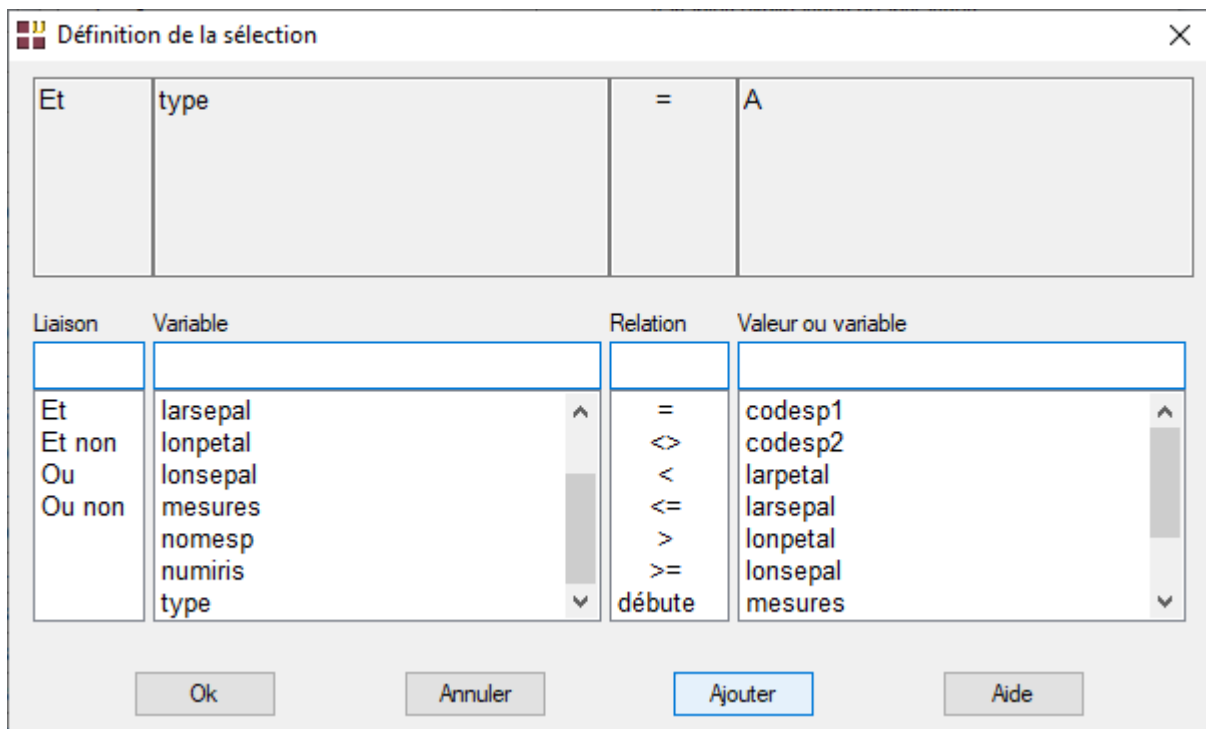 Définition de la sélection
Et type = A
Liaison Variable Relation Valeur ou variable
Et larsepal = codesp1
Et non lonpetal <> codesp2
Ou lonsepal < larpetal
Ou non mesures <= larsepal
nomesp > lonpetal
numiris >= lonsepal
type débute mesures
Ok Annuler Ajouter Aide